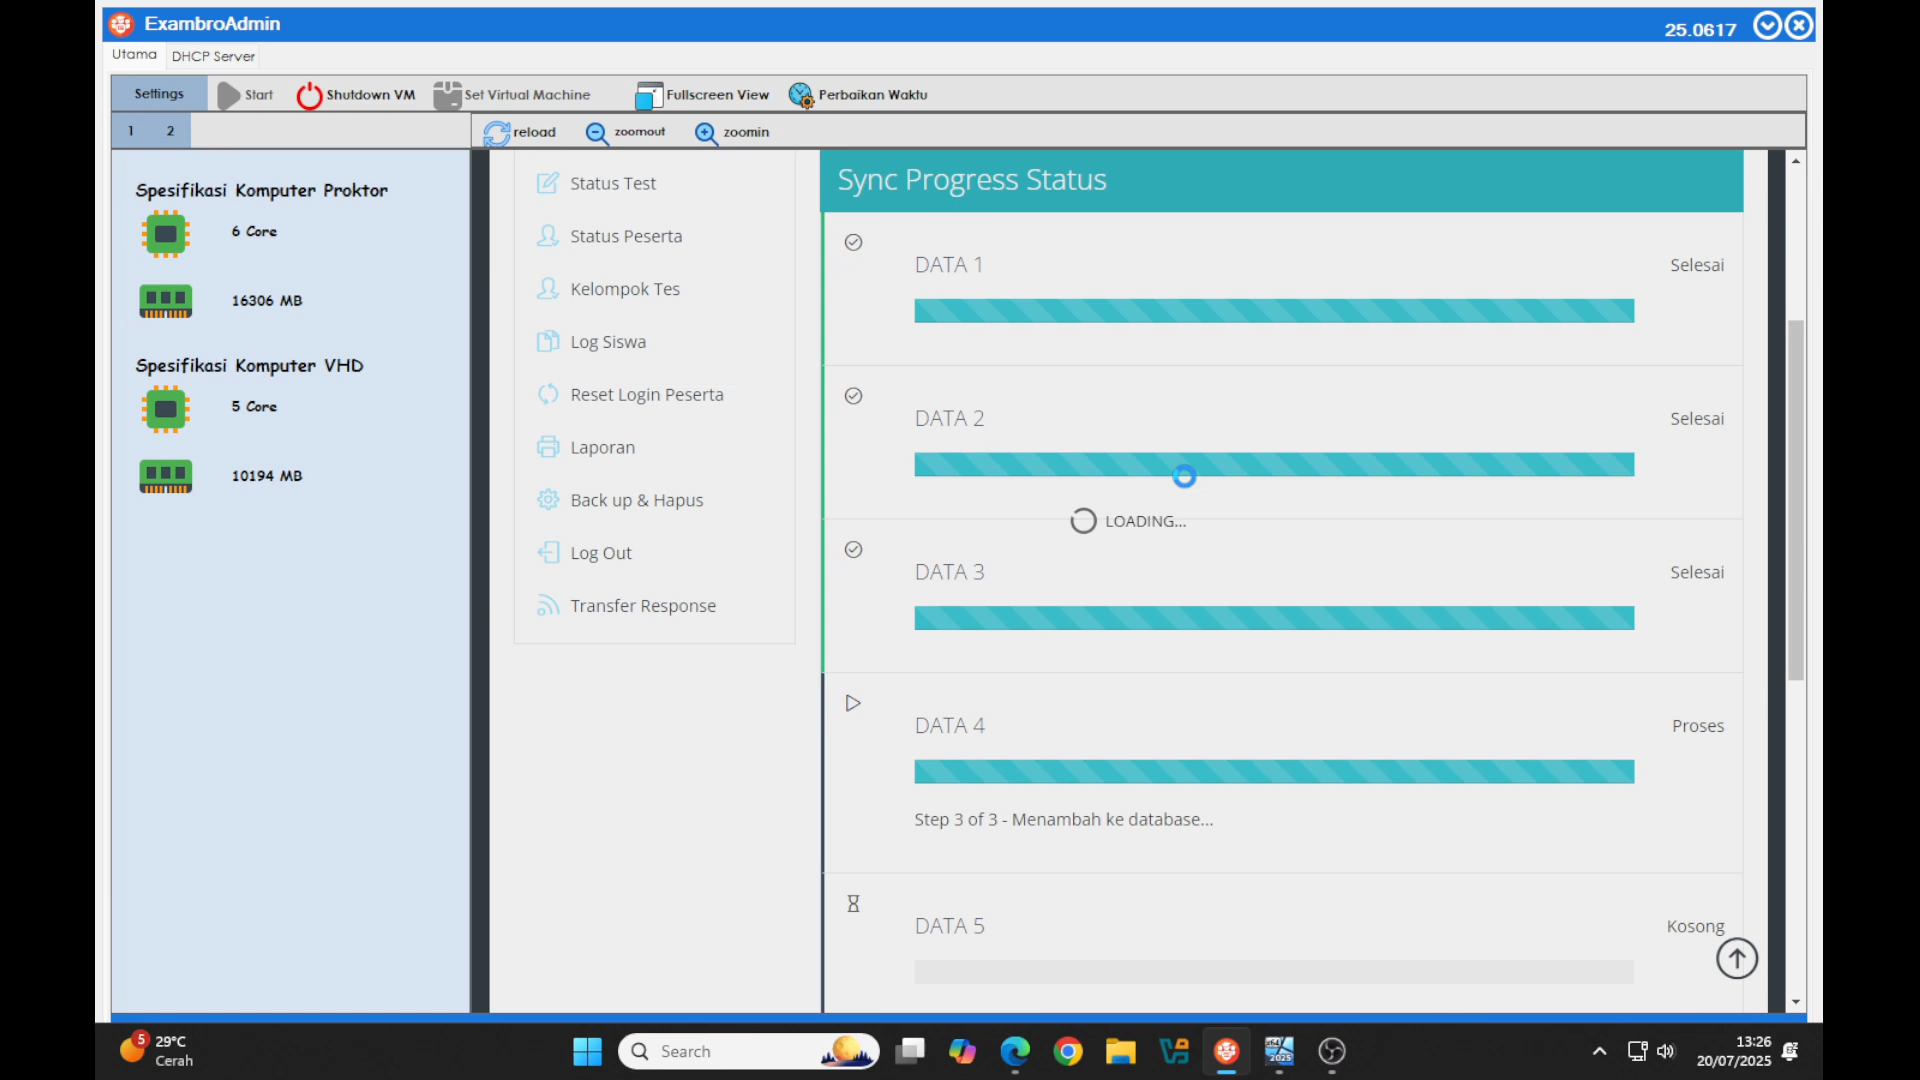 ExambroAdmin
25.0617
Utama
DHCP Server
Settings
Start
Shutdown VM
Set Virtual Machine
Fullscreen View
Perbaikan Waktu
1
2
reload
zoomout
zoomin
Spesifikasi Komputer Proktor
6 Core
16306 MB
Spesifikasi Komputer VHD
5 Core
10194 MB
Status Test
Status Peserta
Kelompok Tes
Log Siswa
Reset Login Peserta
Laporan
Back up & Hapus
Log Out
Transfer Response
Sync Progress Status
DATA 1
Selesai
DATA 2
Selesai
LOADING...
DATA 3
Selesai
DATA 4
Proses
Step 3 of 3 - Menambah ke database...
DATA 5
Kosong
5
29°C
Cerah
Search
x64
2025
13:26
20/07/2025